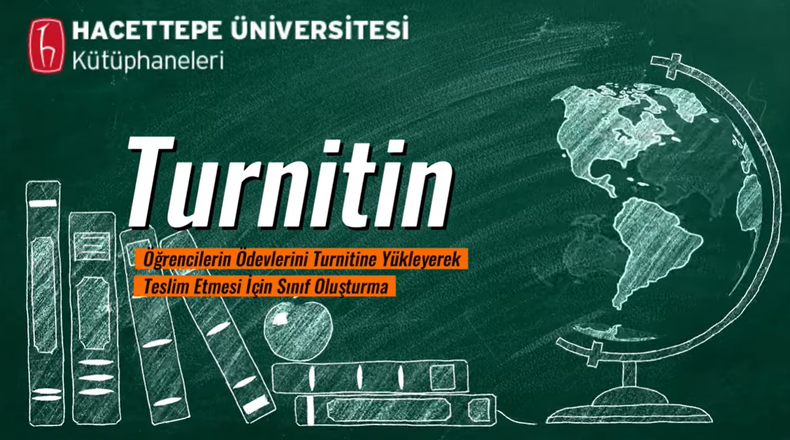 HACETTEPE ÜNİVERSİTESİ
Kütüphaneleri
Turnitin
Öğrencilerin Ödevlerini Turnitine Yükleyerek
Teslim Etmesi İçin Sınıf Oluşturma